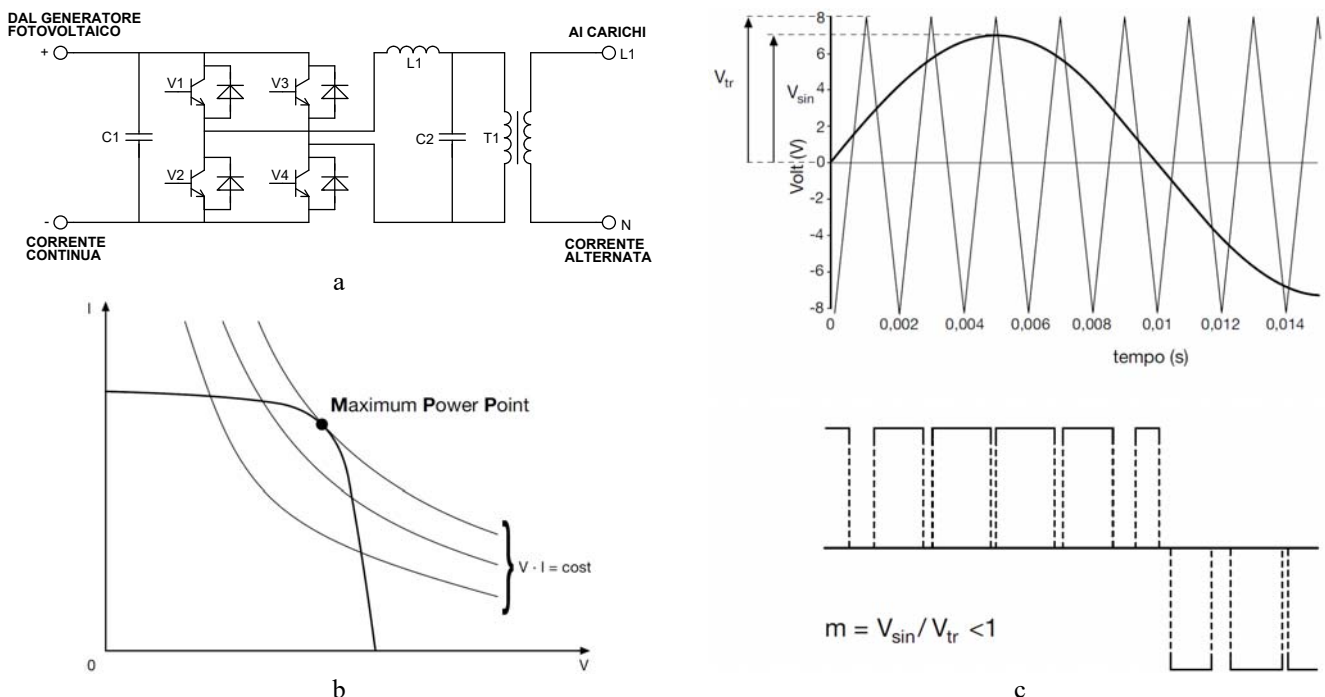 DAL GENERATORE
FOTOVOLTAICO
+
V1
V3
C1
V2
V4
L1
C2
T1
AI CARICHI
L1
N
-
CORRENTE
CONTINUA
CORRENTE
ALTERNATA
a
I
Maximum Power Point
V · I = cost
0
V
b
8
6
4
2
0
-2
-4
-6
-8
V_tr
V_sin
Volt (V)
0
0,002
0,004
0,006
0,008
0,01
0,012
0,014
tempo (s)
m = V_sin / V_tr <1
c